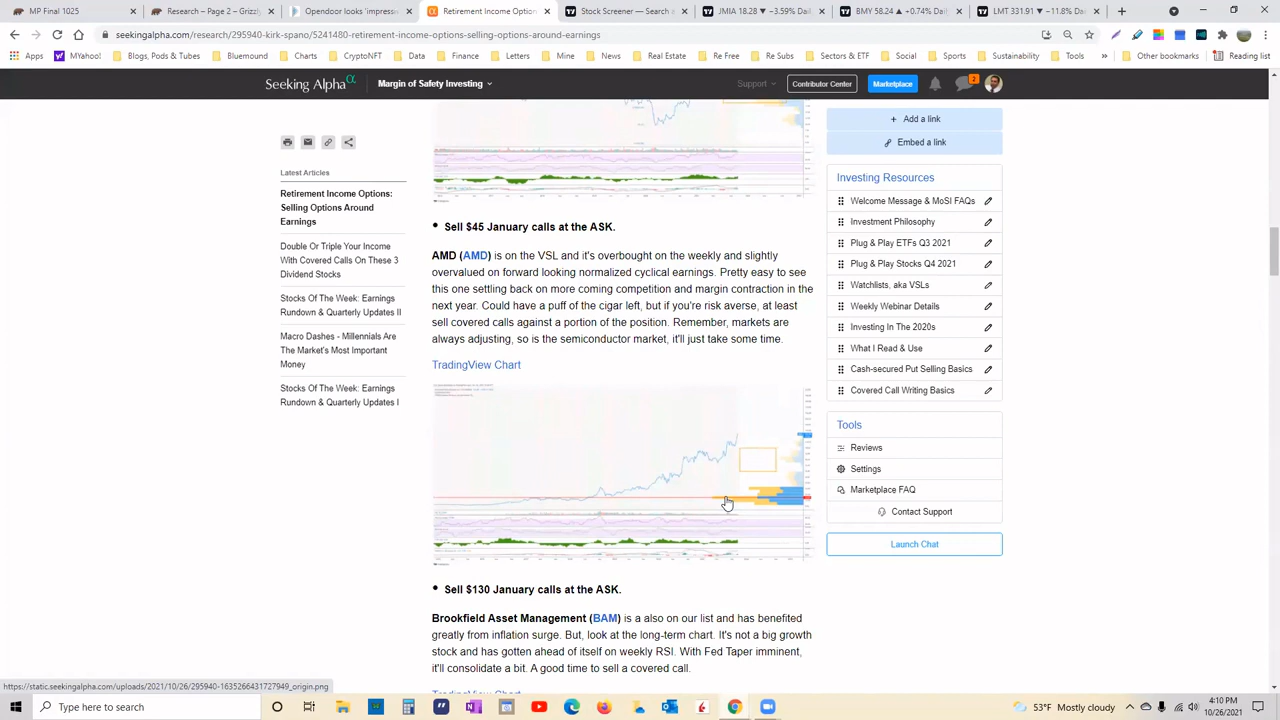 MP Final 1025
Research – Page 2 – Grizzly
Opendoor looks 'impress
Retirement Income Options-
Stock Screener — Search a
JMIA 18.28 −3.59% Dai
38.24 +0.74% Dai
LMT 331.91 −11.8% Da
seekingalpha.com/research/295940-kirk-spano/5241480-retirement-income-options-selling-options-around-earnings
Apps
MYahoo!
Blogs, Pods & Tubes
Blogroll
Charts
CryptoNFT
Data
Finance
Letters
Mine
News
Real Estate
Re Free
Re Subs
Sectors & ETF
Social
Sports
Sustainability
Tools
Other bookmarks
Reading list
Seeking Alpha α
Margin of Safety Investing
Support
Contributor Center
Marketplace
2
Latest Articles
Retirement Income Options:
Selling Options Around
Earnings
Double Or Triple Your Income
With Covered Calls On These 3
Dividend Stocks
Stocks Of The Week: Earnings
Rundown & Quarterly Updates II
Macro Dashes - Millennials Are
The Market's Most Important
Money
Stocks Of The Week: Earnings
Rundown & Quarterly Updates I
• Sell $45 January calls at the ASK.
AMD (AMD) is on the VSL and it's overbought on the weekly and slightly
overvalued on forward looking normalized cyclical earnings. Pretty easy to see
this one settling back on more coming competition and margin contraction in the
next year. Could have a puff of the cigar left, but if you're risk averse, at least
sell covered calls against a portion of the position. Remember, markets are
always adjusting, so is the semiconductor market, it'll just take some time.
TradingView Chart
• Sell $130 January calls at the ASK.
Brookfield Asset Management (BAM) is a also on our list and has benefited
greatly from inflation surge. But, look at the long-term chart. It's not a big growth
stock and has gotten ahead of itself on weekly RSI. With Fed Taper imminent,
it'll consolidate a bit. A good time to sell a covered call.
TradingView Chart
+ Add a link
Embed a link
Investing Resources
Welcome Message & MoSI FAQs
Investment Philosophy
Plug & Play ETFs Q3 2021
Plug & Play Stocks Q4 2021
Watchlists, aka VSLs
Weekly Webinar Details
Investing In The 2020s
What I Read & Use
Cash-secured Put Selling Basics
Covered Call Writing Basics
Tools
Reviews
Settings
Marketplace FAQ
Contact Support
Launch Chat
https://static.seekingalpha.com/uploads/2021/10/26/295940-1635266431727949_origin.png
Type here to search
53°F Mostly cloudy
4:10 PM
10/26/2021